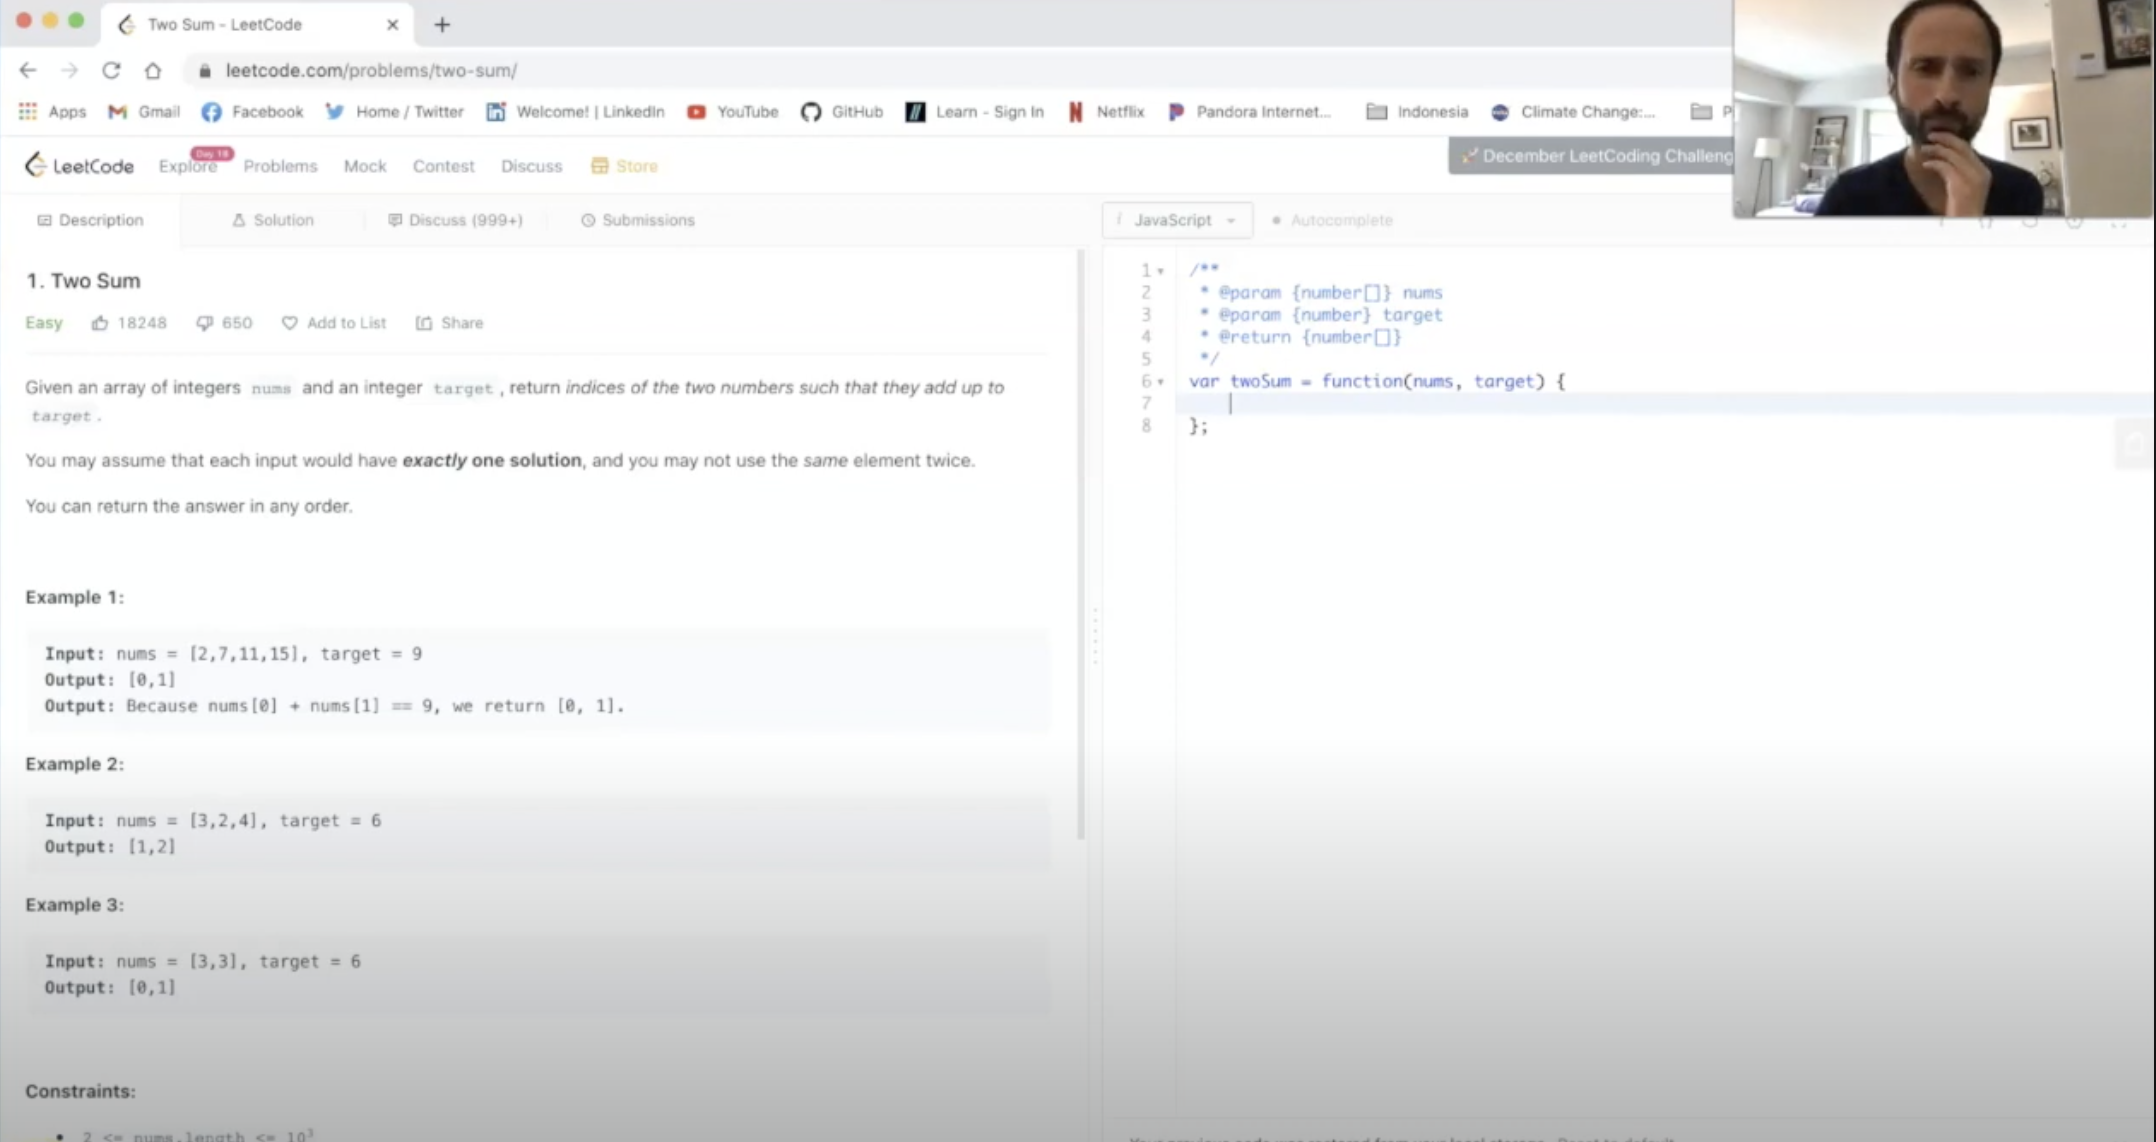 Two Sum - LeetCode
leetcode.com/problems/two-sum/
Apps Gmail Facebook Home / Twitter Welcome! | LinkedIn YouTube GitHub Learn - Sign In Netflix Pandora Internet... Indonesia Climate Change:... P
LeetCode Explore Day 18 Problems Mock Contest Discuss Store
December LeetCoding Challeng
Description Solution Discuss (999+) Submissions
1. Two Sum
Easy 18248 650 Add to List Share
Given an array of integers nums and an integer target, return indices of the two numbers such that they add up to
target.
You may assume that each input would have exactly one solution, and you may not use the same element twice.
You can return the answer in any order.
Example 1:
Input: nums = [2,7,11,15], target = 9
Output: [0,1]
Output: Because nums[0] + nums[1] == 9, we return [0, 1].
Example 2:
Input: nums = [3,2,4], target = 6
Output: [1,2]
Example 3:
Input: nums = [3,3], target = 6
Output: [0,1]
Constraints:
• 2 <= nums.length <= 10³
i JavaScript Autocomplete
1 /**
2 * @param {number[]} nums
3 * @param {number} target
4 * @return {number[]}
5 */
6 var twoSum = function(nums, target) {
7
8 };